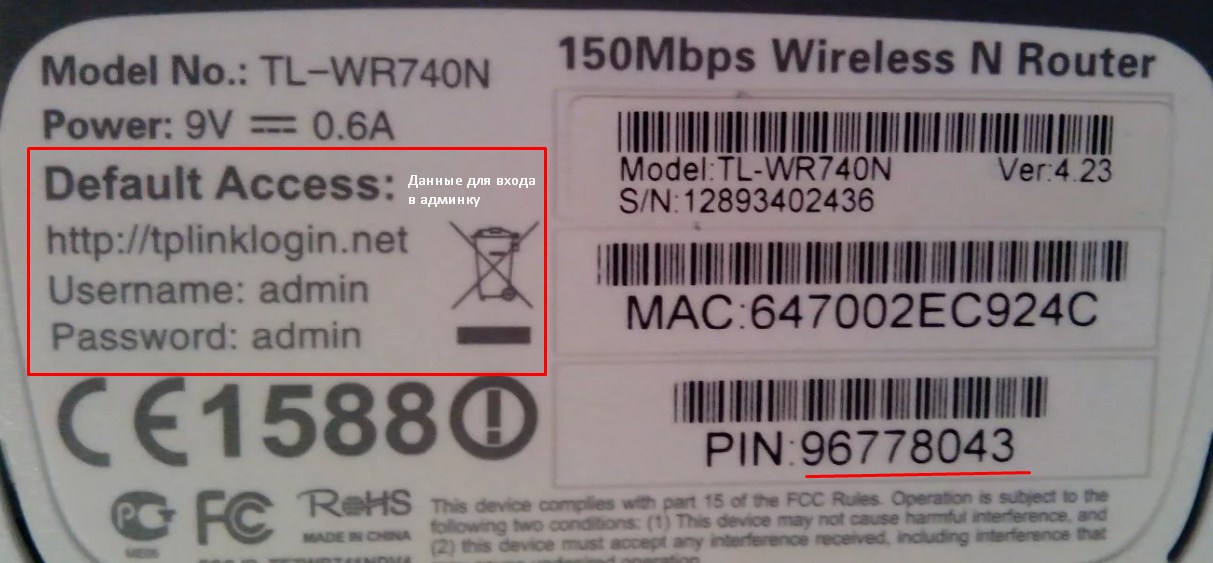 Model No.: TL-WR740N
Power: 9V 0.6A
Default Access:
Данные для входа
в админку
http://tplinklogin.net
Username: admin
Password: admin
CE1588
150Mbps Wireless N Router
Model:TL-WR740N Ver:4.23
S/N:12893402436
MAC:647002EC924C
PIN:96778043
FC
RoHS
MADE IN CHINA
This device complies with part 15 of the FCC Rules. Operation is subject to the
following two conditions: (1) This device may not cause harmful interference, and
(2) this device must accept any interference received, including interference that